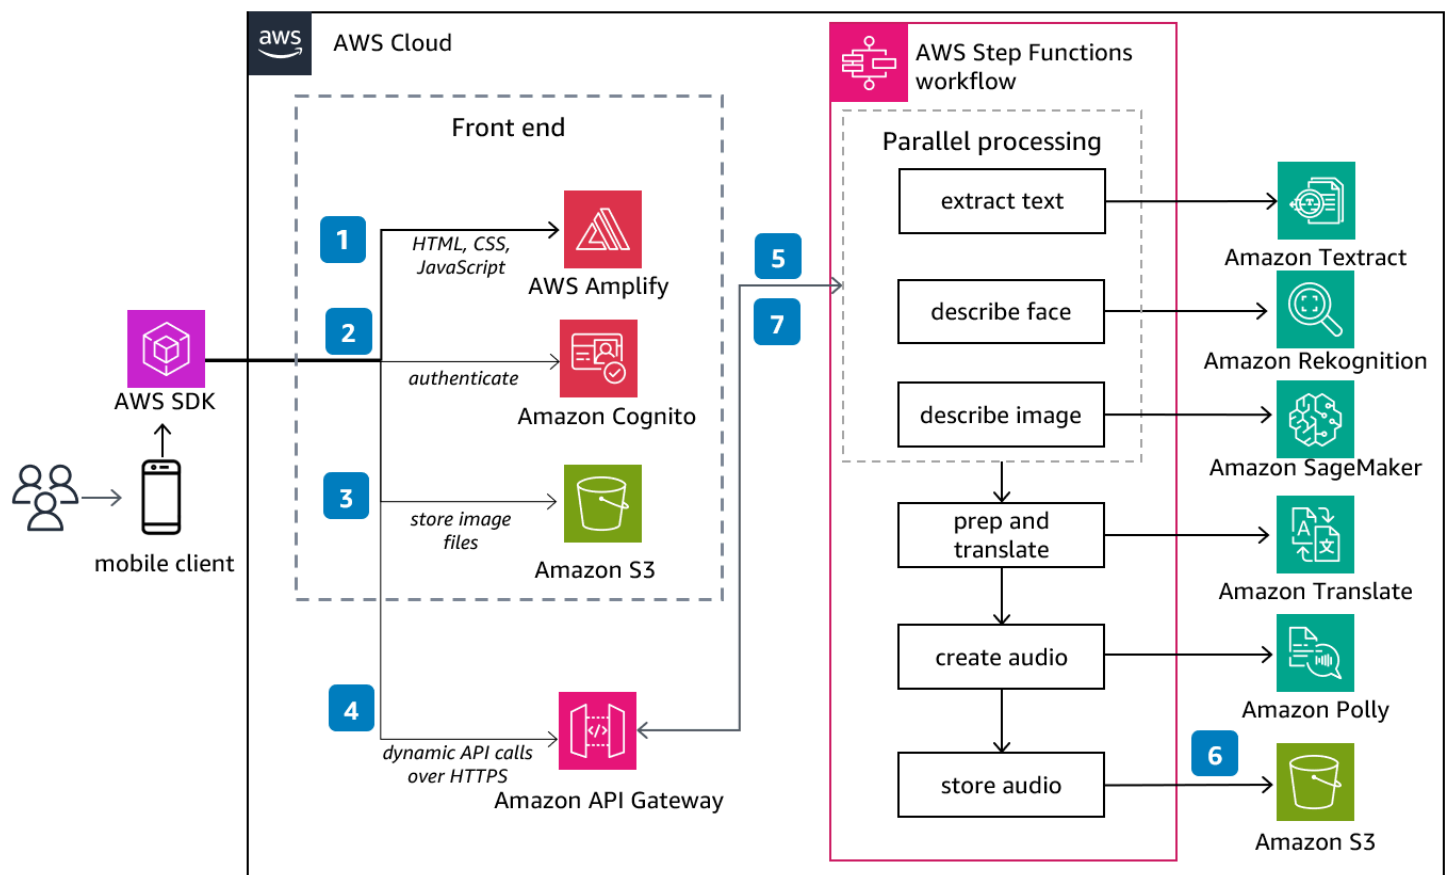 aws
AWS Cloud
AWS Step Functions
workflow
Front end
Parallel processing
1
HTML, CSS,
JavaScript
AWS Amplify
2
authenticate
Amazon Cognito
AWS SDK
mobile client
3
store image
files
Amazon S3
4
dynamic API calls
over HTTPS
Amazon API Gateway
5
7
extract text
Amazon Textract
describe face
Amazon Rekognition
describe image
Amazon SageMaker
prep and
translate
Amazon Translate
create audio
Amazon Polly
store audio
6
Amazon S3